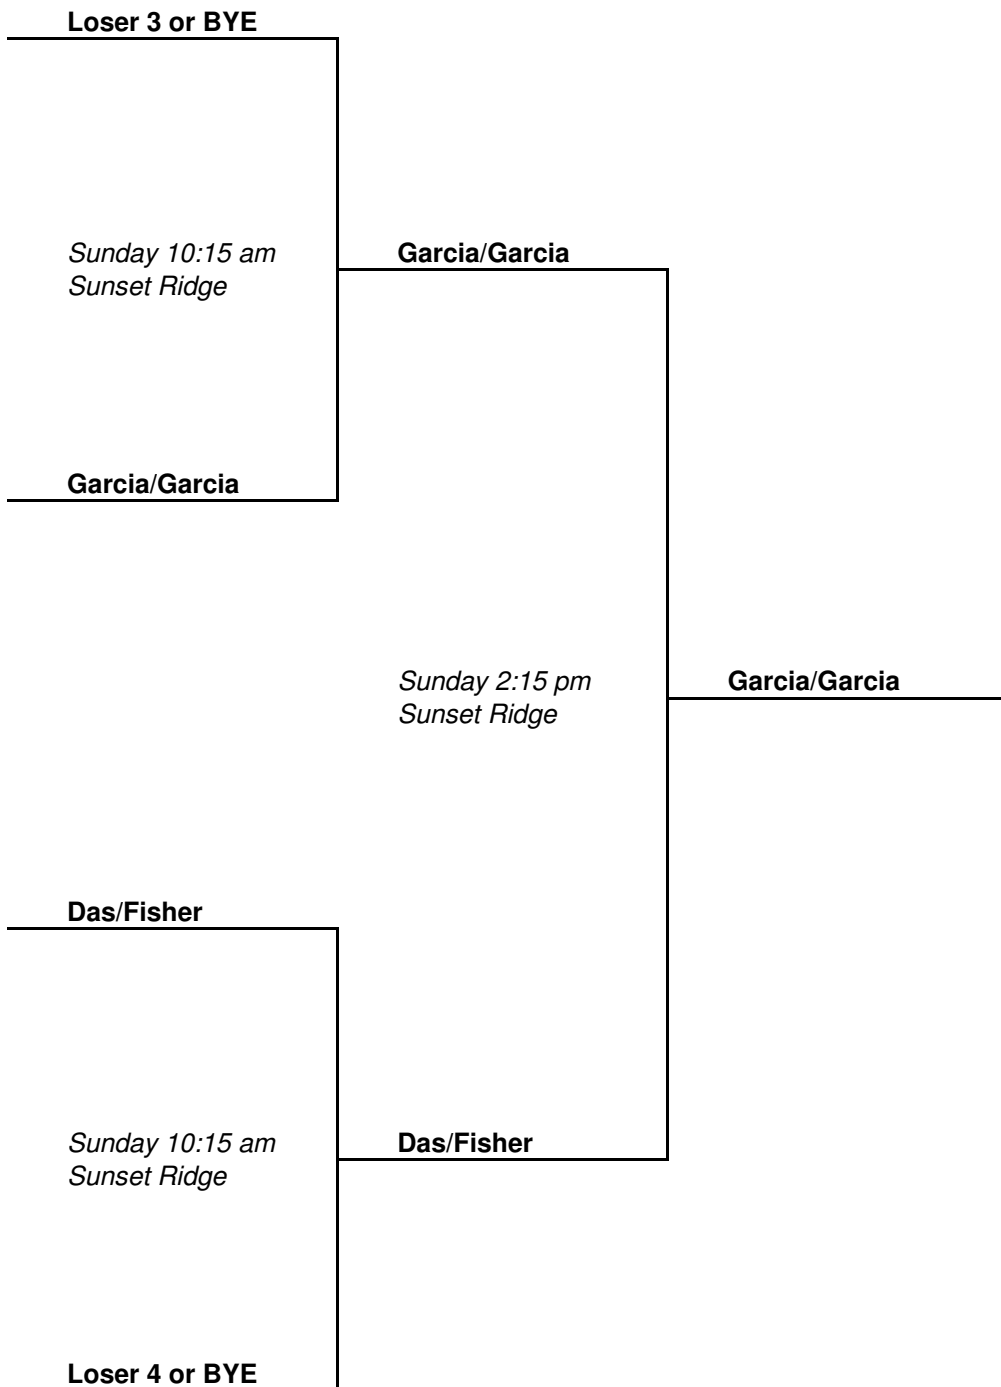 Loser 3 or BYE
Sunday 10:15 am
Sunset Ridge
Garcia/Garcia
Garcia/Garcia
Sunday 2:15 pm
Sunset Ridge
Garcia/Garcia
Das/Fisher
Sunday 10:15 am
Sunset Ridge
Das/Fisher
Loser 4 or BYE